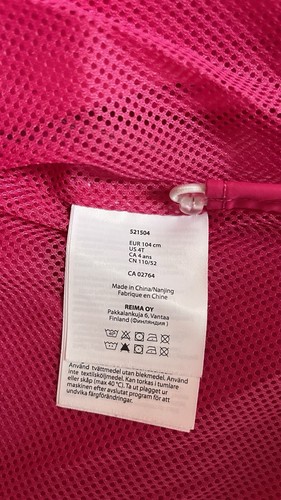 521504
EUR 104 cm
US 4T
CA 4 ans
CN 110/52
CA 02764
Made in China/Nanjing
Fabrique en Chine
REIMA OY
Pakkalankuja 6, Vantaa
Finland (Финляндия )
Använd tvättmedel utan blekmedel. Använd
inte textilsköljmedel. Kan torkas i tumlare
eller skåp (max 40 °C). Ta ut plagget ur
maskinen efter avslutat program för att
undvika färgförändringar.